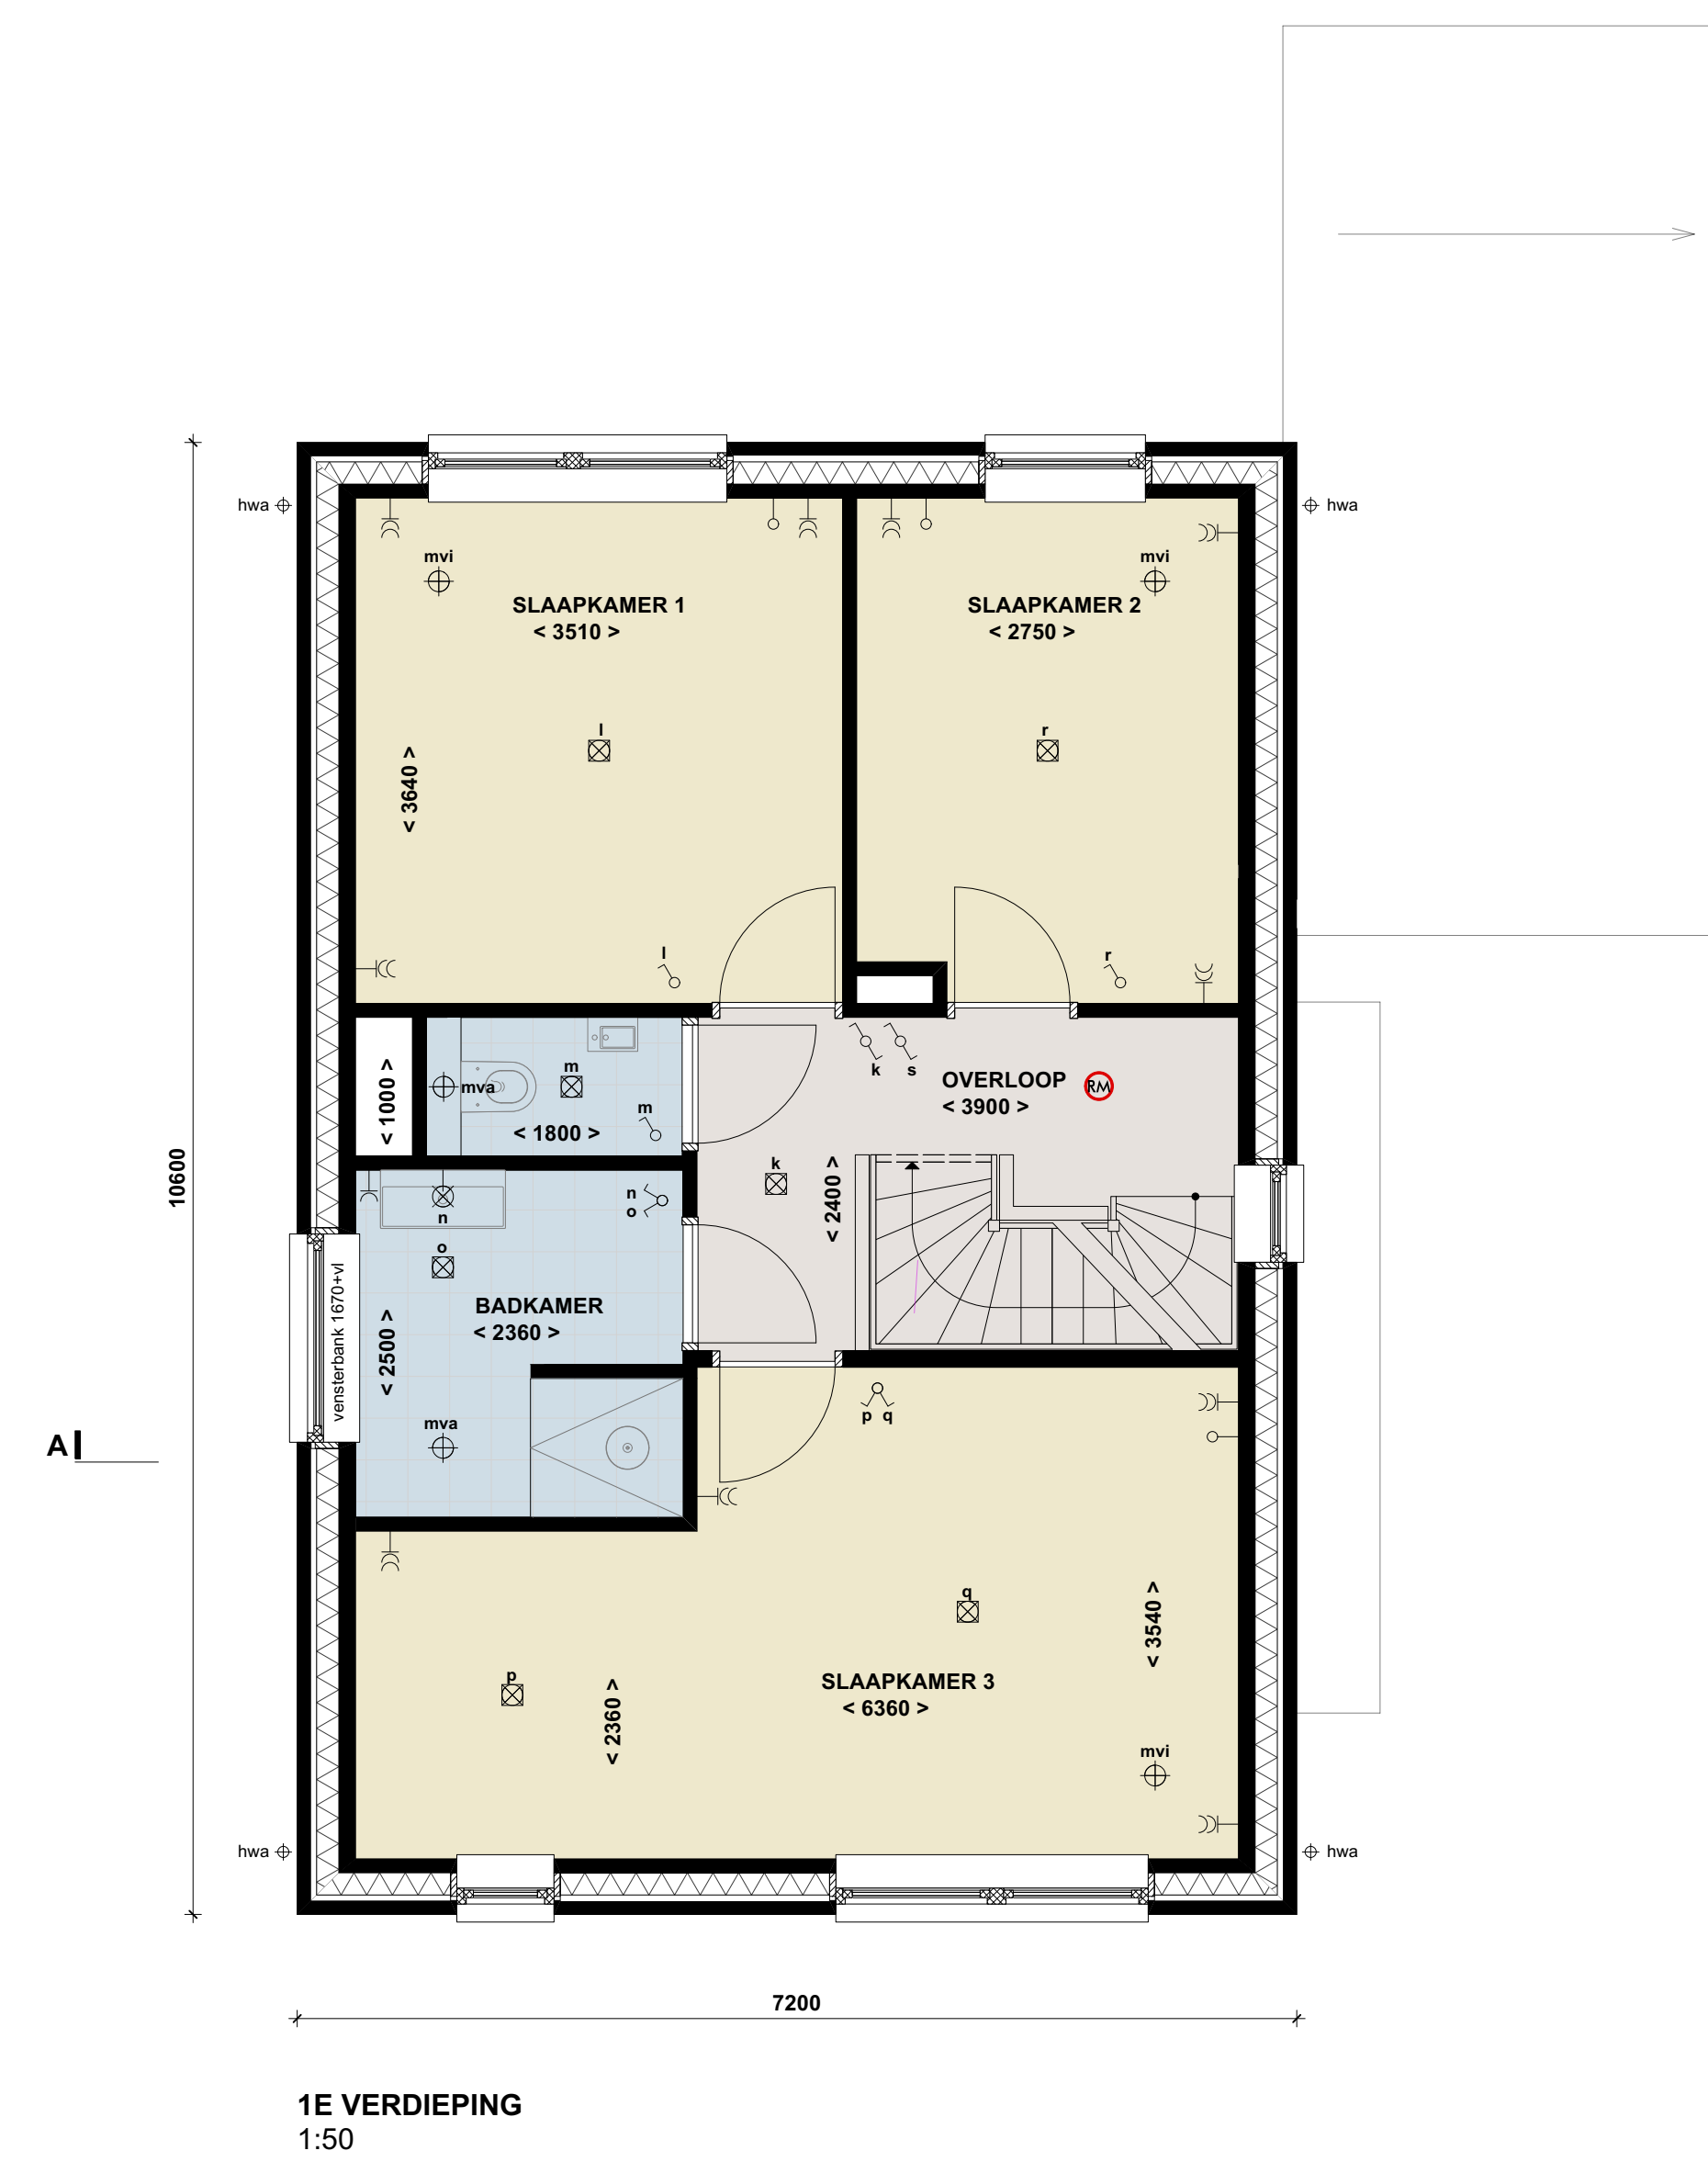 hwa
hwa
mvi
mvi
SLAAPKAMER 1
< 3510 >
SLAAPKAMER 2
< 2750 >
l
r
< 3640 >
l
r
< 1000 >
mva
m
m
< 1800 >
k
s
OVERLOOP
< 3900 >
RM
10600
k
< 2400 >
n
o
n
o
BADKAMER
< 2360 >
< 2500 >
vensterbank 1670+vl
mva
A
p q
q
p
< 3540 >
< 2360 >
SLAAPKAMER 3
< 6360 >
mvi
hwa
hwa
7200
1E VERDIEPING
1:50